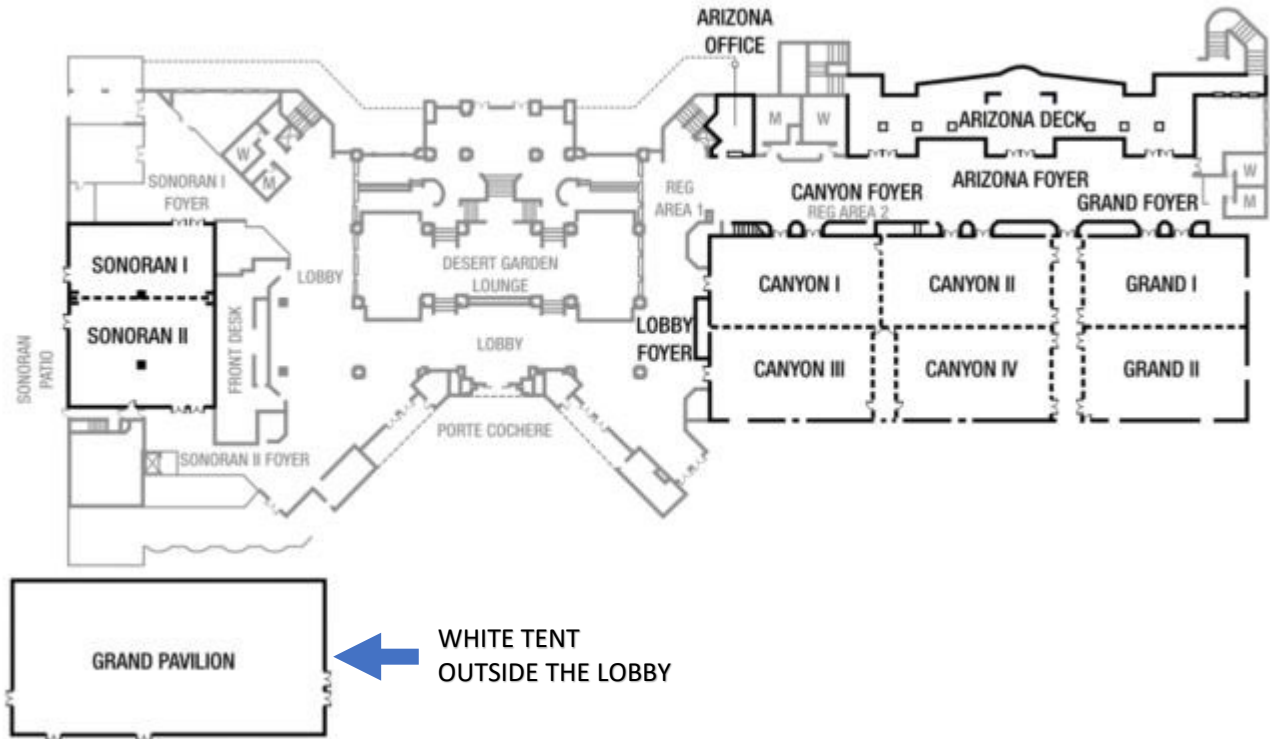 ARIZONA
OFFICE
M
W
ARIZONA DECK
W
M
SONORAN I
FOYER
W
M
REG
AREA 1
CANYON FOYER
REG AREA 2
ARIZONA FOYER
GRAND FOYER
SONORAN I
LOBBY
DESERT GARDEN
LOUNGE
CANYON I
CANYON II
GRAND I
SONORAN II
SONORAN
PATIO
FRONT DESK
LOBBY
LOBBY
FOYER
CANYON III
CANYON IV
GRAND II
PORTE COCHERE
SONORAN II FOYER
GRAND PAVILION
WHITE TENT
OUTSIDE THE LOBBY